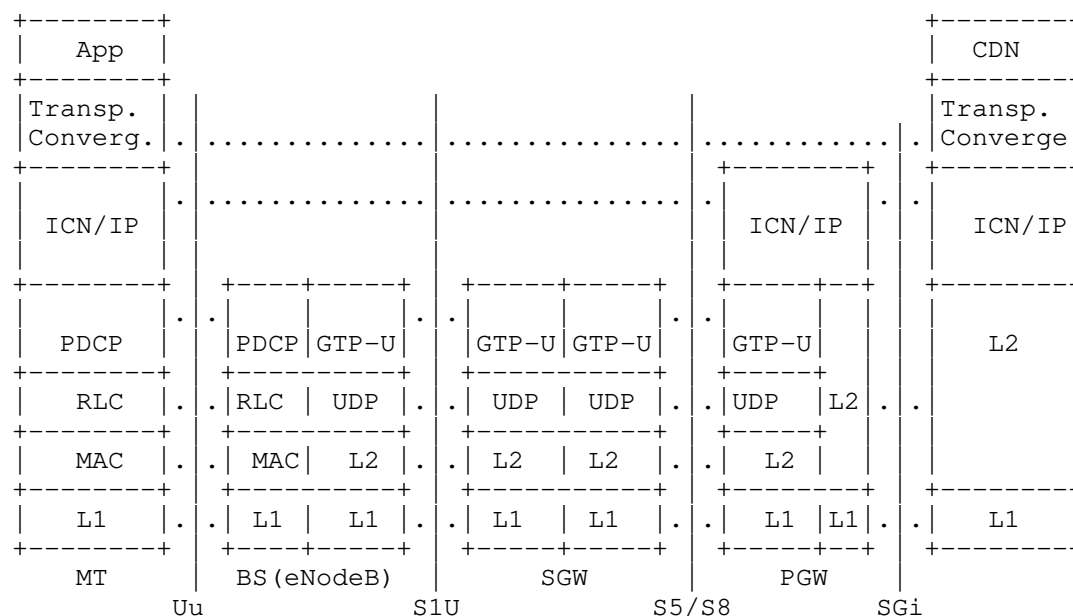 App CDN
Transp. Transp.
Converg. Converge
ICN/IP ICN/IP ICN/IP
PDCP PDCP GTP-U GTP-U GTP-U GTP-U L2
RLC RLC UDP UDP UDP UDP L2
MAC MAC L2 L2 L2 L2
L1 L1 L1 L1 L1 L1 L1 L1
MT BS(eNodeB) SGW PGW
Uu S1U S5/S8 SGi